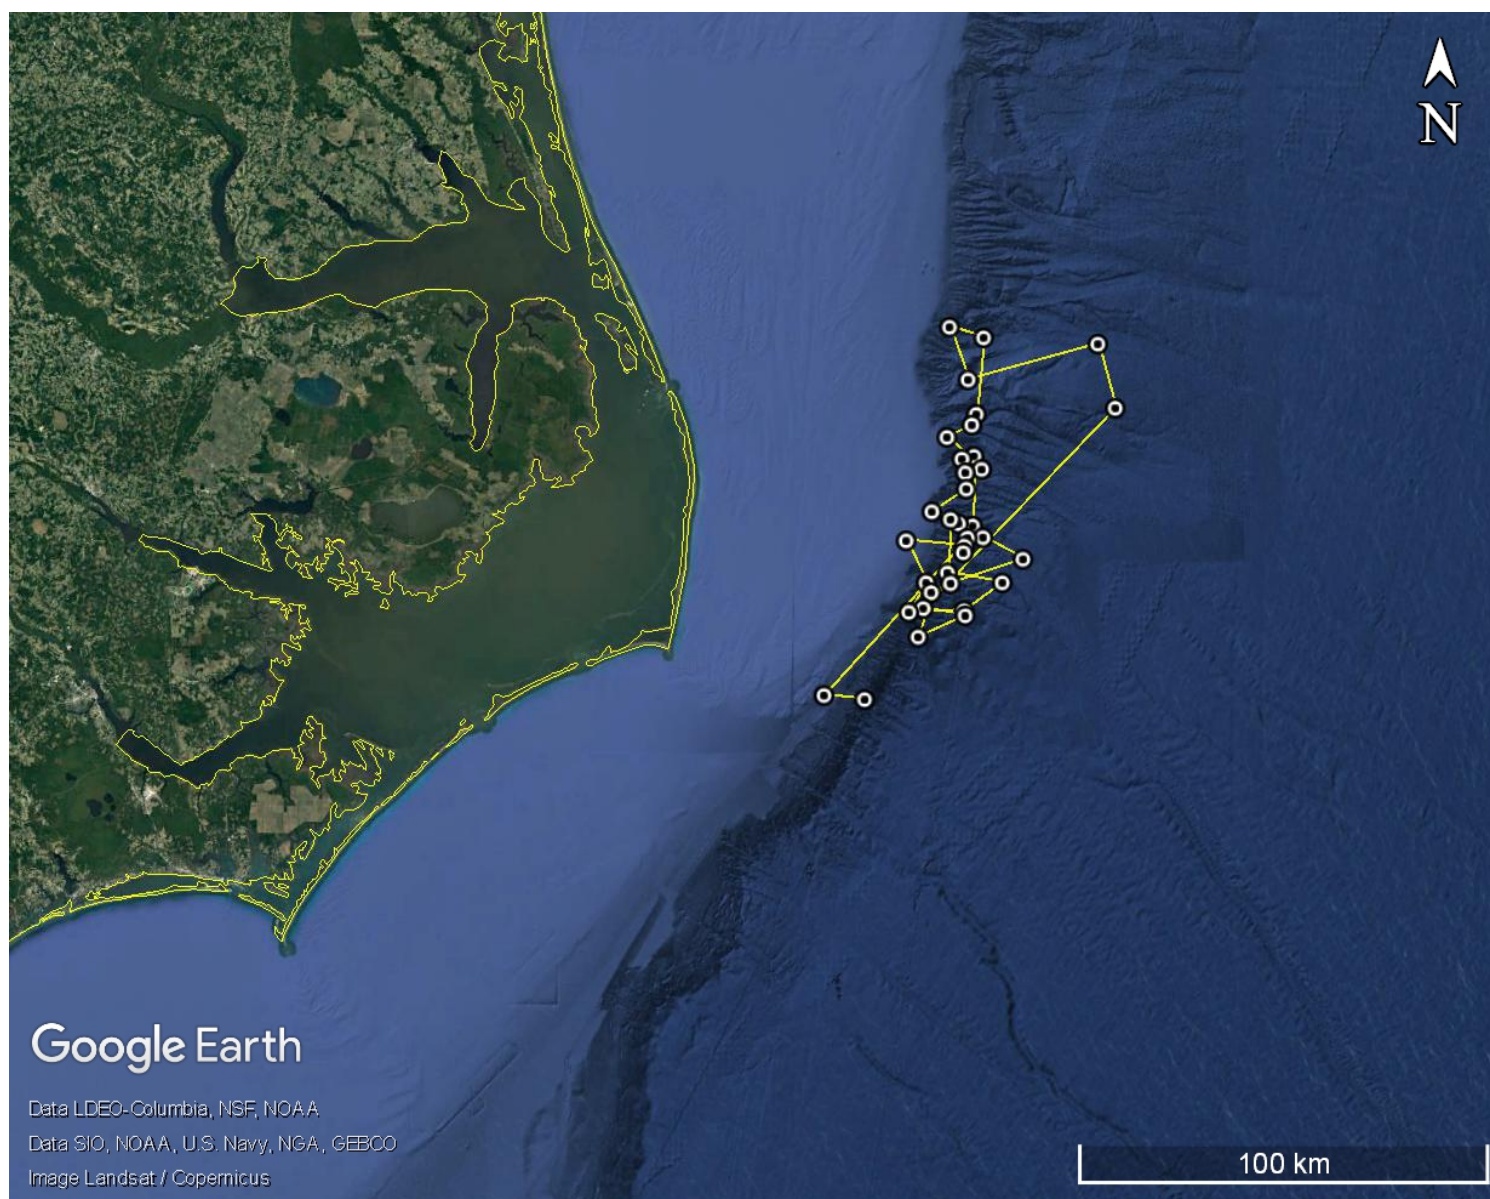 N
Google Earth
Data LDEO-Columbia, NSF, NOAA
Data SIO, NOAA, U.S. Navy, NGA, GEBCO
Image Landsat / Copernicus
100 km